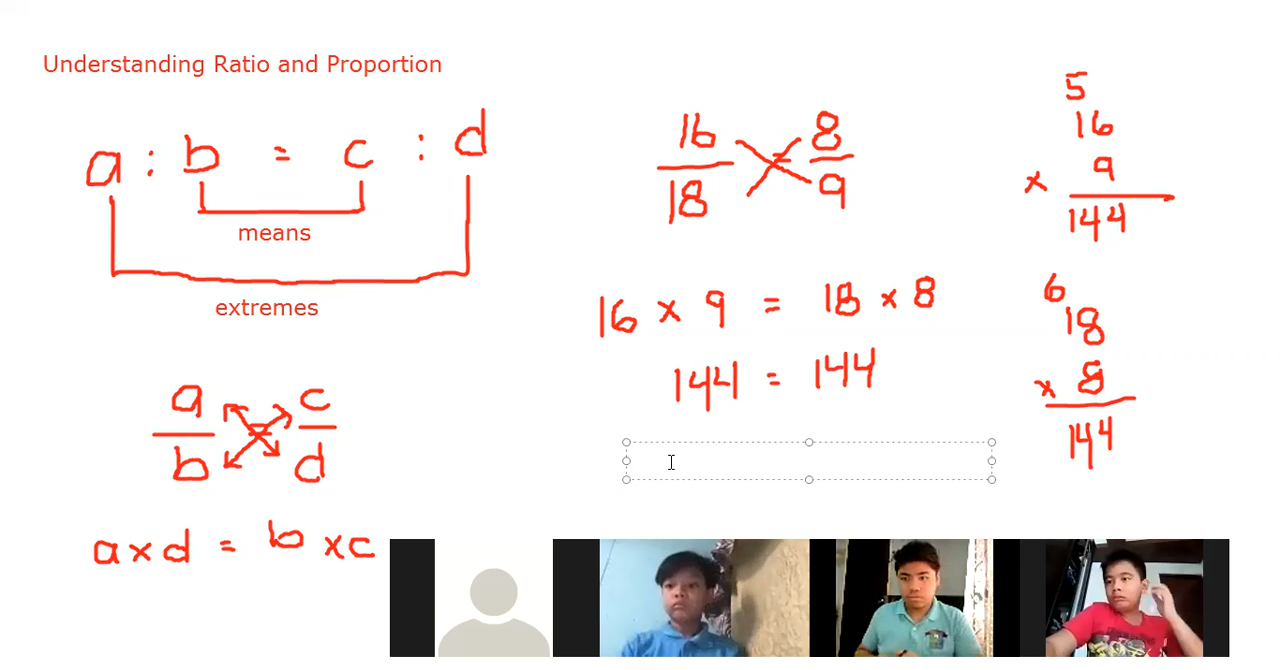 Understanding Ratio and Proportion
a : b = c : d
means
extremes
a/b = c/d
a x d = b x c
16/18 = 8/9
16 x 9 = 18 x 8
144 = 144
5
16
x 9
144
6
18
x 8
144